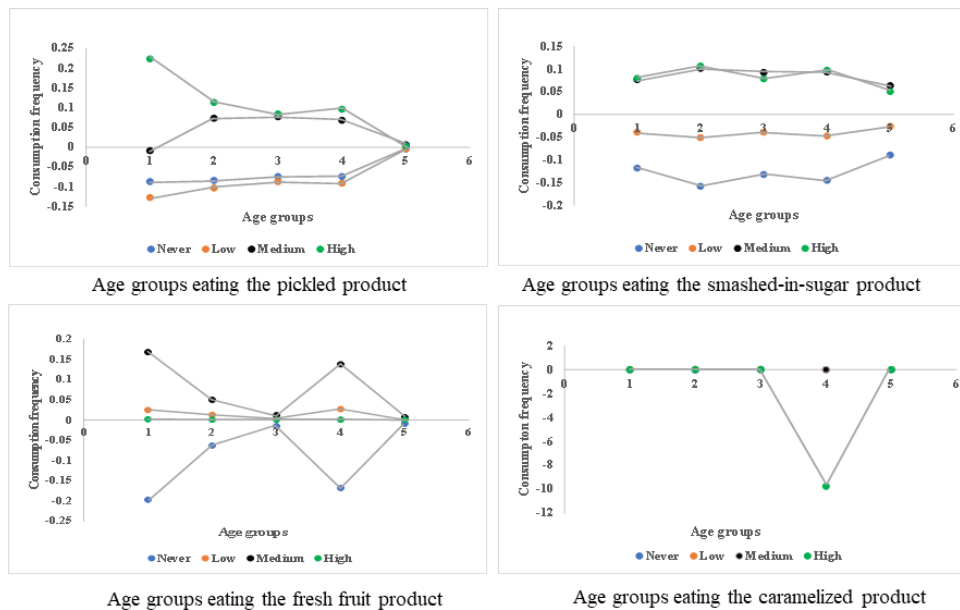 0.25
0.2
0.15
0.1
0.05
0
-0.05
-0.1
-0.15
Consumption frequency
0 1 2 3 4 5 6
Age groups
Never Low Medium High
Age groups eating the pickled product
0.15
0.1
0.05
0
-0.05
-0.1
-0.15
-0.2
Consumption frequency
0 1 2 3 4 5 6
Age groups
Never Low Medium High
Age groups eating the smashed-in-sugar product
0.2
0.15
0.1
0.05
0
-0.05
-0.1
-0.15
-0.2
-0.25
Consumption frequency
0 1 2 3 4 5 6
Age groups
Never Low Medium High
Age groups eating the fresh fruit product
2
0
-2
-4
-6
-8
-10
-12
Consumption frequency
0 1 2 3 4 5 6
Age groups
Never Low Medium High
Age groups eating the caramelized product